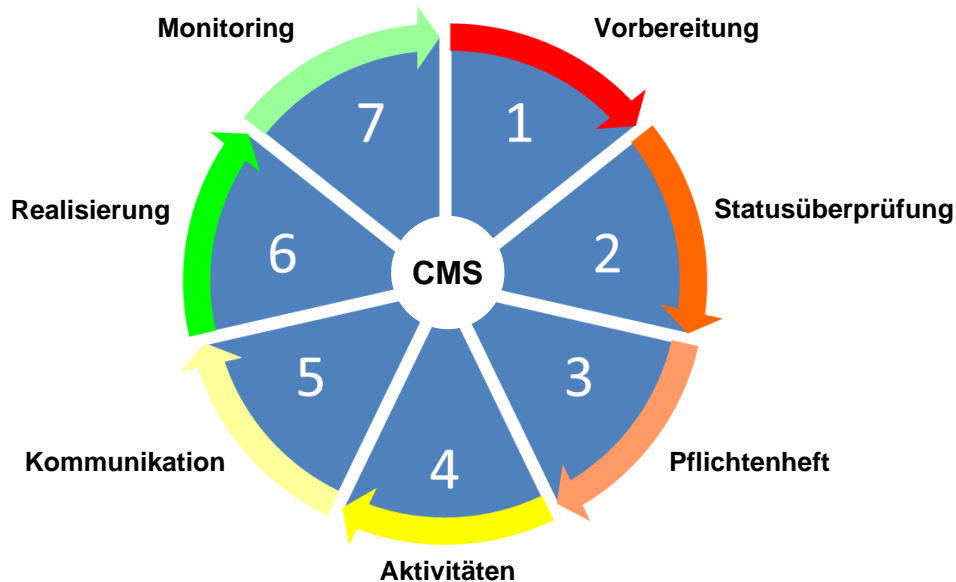 Monitoring
Vorbereitung
7
1
Realisierung
Statusüberprüfung
6
2
CMS
5
3
Kommunikation
Pflichtenheft
4
Aktivitäten